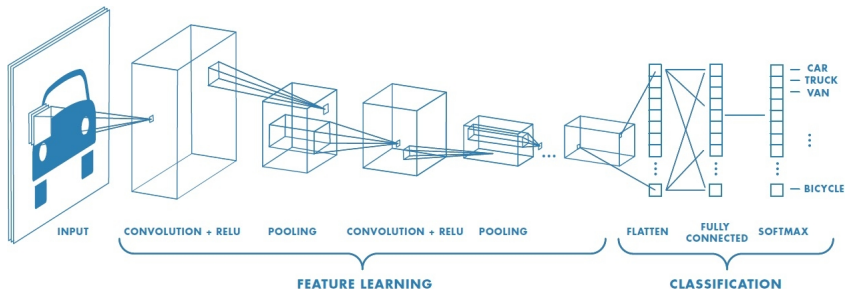 CAR
TRUCK
VAN
BICYCLE
INPUT
CONVOLUTION + RELU
POOLING
CONVOLUTION + RELU
POOLING
FLATTEN
FULLY
CONNECTED
SOFTMAX
FEATURE LEARNING
CLASSIFICATION